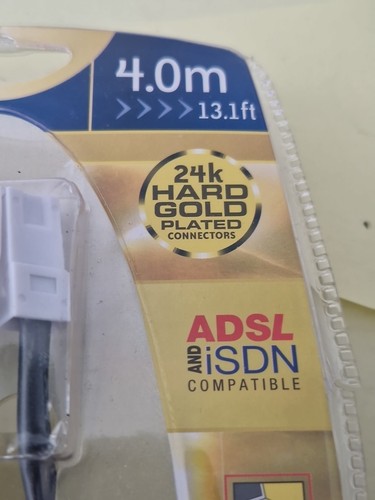 4.0m
>>>> 13.1ft
24k
HARD
GOLD
PLATED
CONNECTORS
ADSL
AND iSDN
COMPATIBLE